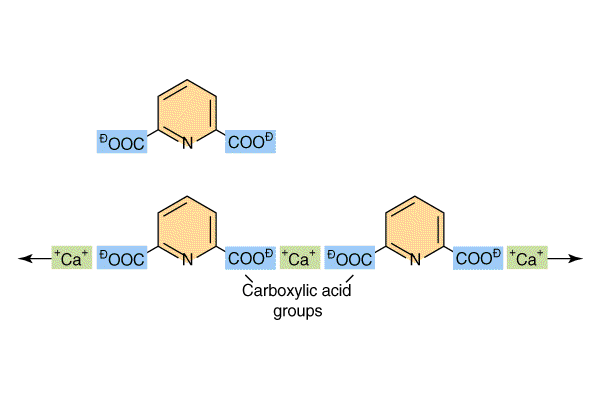 ĐOOC N COOĐ
+Ca+ ĐOOC N COOĐ +Ca+ ĐOOC N COOĐ +Ca+
Carboxylic acid
groups